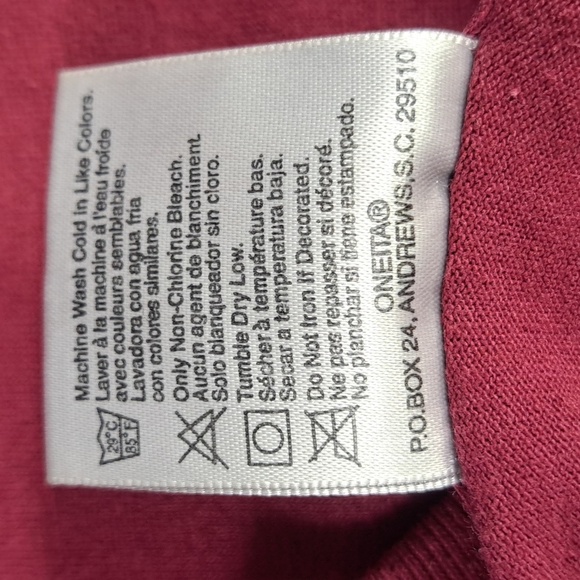 Machine Wash Cold in Like Colors.
Laver à la machine à l'eau froide
avec couleurs semblables.
Lavadora con agua fria
con colores similares.
29°C
85°F
Only Non-Chlorine Bleach.
Aucun agent de blanchiment.
Solo blanqueador sin cloro.
Tumble Dry Low.
Sécher à température bas.
Secar a temperatura baja.
Do Not Iron If Decorated.
Ne pas repasser si décoré.
No planchar si tiene estampado.
ONEITA®
P.O.BOX 24, ANDREWS, S.C. 29510